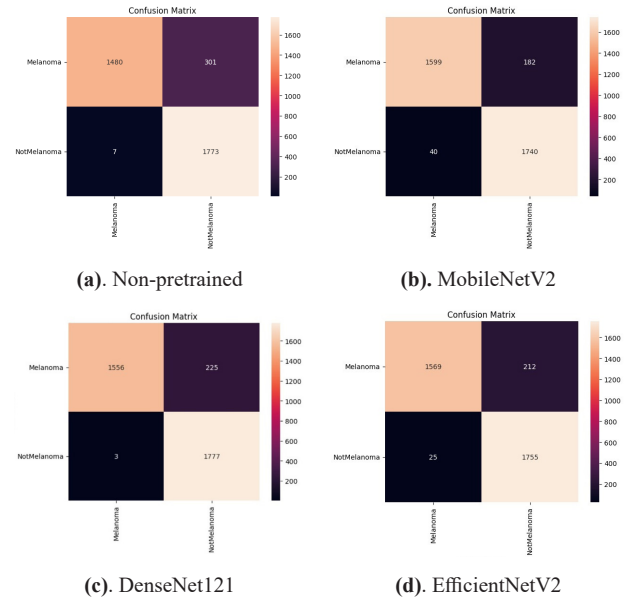 Confusion Matrix
Melanoma
1480
301
NotMelanoma
7
1773
Melanoma
NotMelanoma
1600
1400
1200
1000
800
600
400
200
(a). Non-pretrained
Confusion Matrix
Melanoma
1599
182
NotMelanoma
40
1740
Melanoma
NotMelanoma
1600
1400
1200
1000
800
600
400
200
(b). MobileNetV2
Confusion Matrix
Melanoma
1556
225
NotMelanoma
3
1777
Melanoma
NotMelanoma
1600
1400
1200
1000
800
600
400
200
(c). DenseNet121
Confusion Matrix
Melanoma
1569
212
NotMelanoma
25
1755
Melanoma
NotMelanoma
1600
1400
1200
1000
800
600
400
200
(d). EfficientNetV2